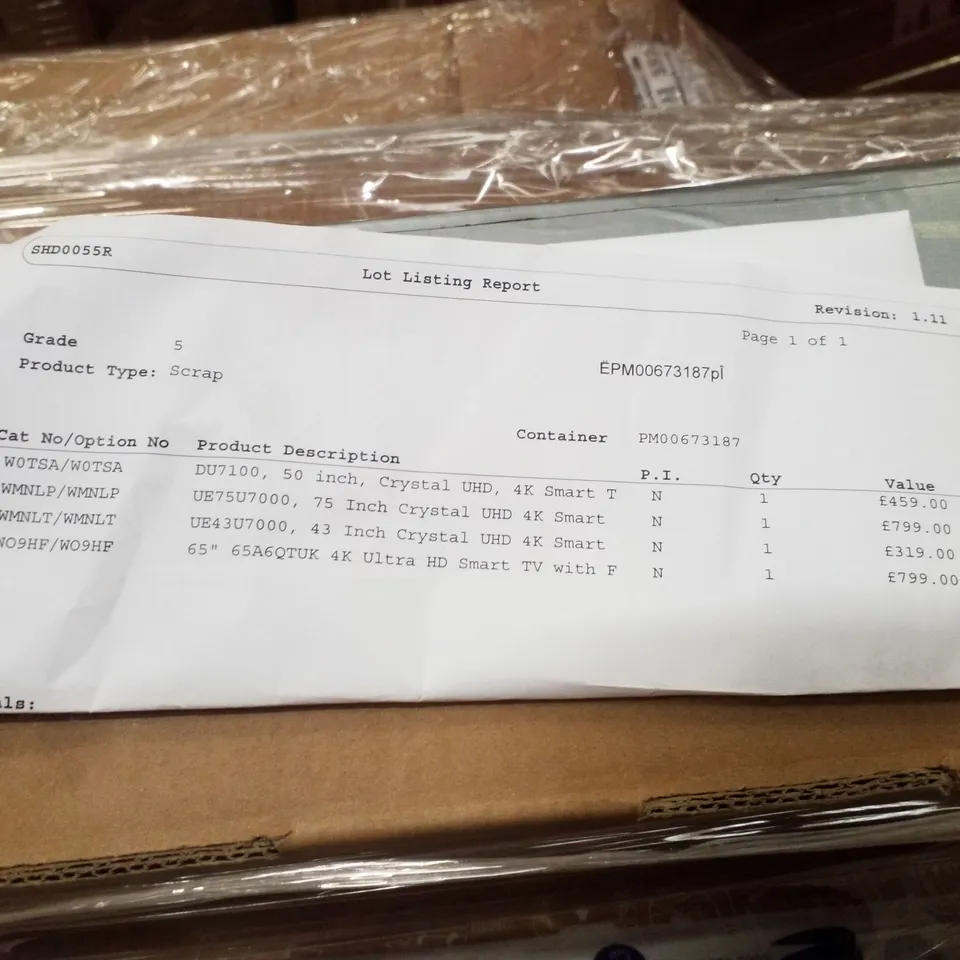 SHD0055R
Lot Listing Report
Revision: 1.11
Page 1 of 1
Grade 5
Product Type: Scrap
ËPM00673187pÎ
Container PM00673187
Cat No/Option No Product Description P.I. Qty Value
W0TSA/W0TSA DU7100, 50 inch, Crystal UHD, 4K Smart T N 1 £459.00
WMNLP/WMNLP UE75U7000, 75 Inch Crystal UHD 4K Smart N 1 £799.00
WMNLT/WMNLT UE43U7000, 43 Inch Crystal UHD 4K Smart N 1 £319.00
WO9HF/WO9HF 65" 65A6QTUK 4K Ultra HD Smart TV with F N 1 £799.00
als: